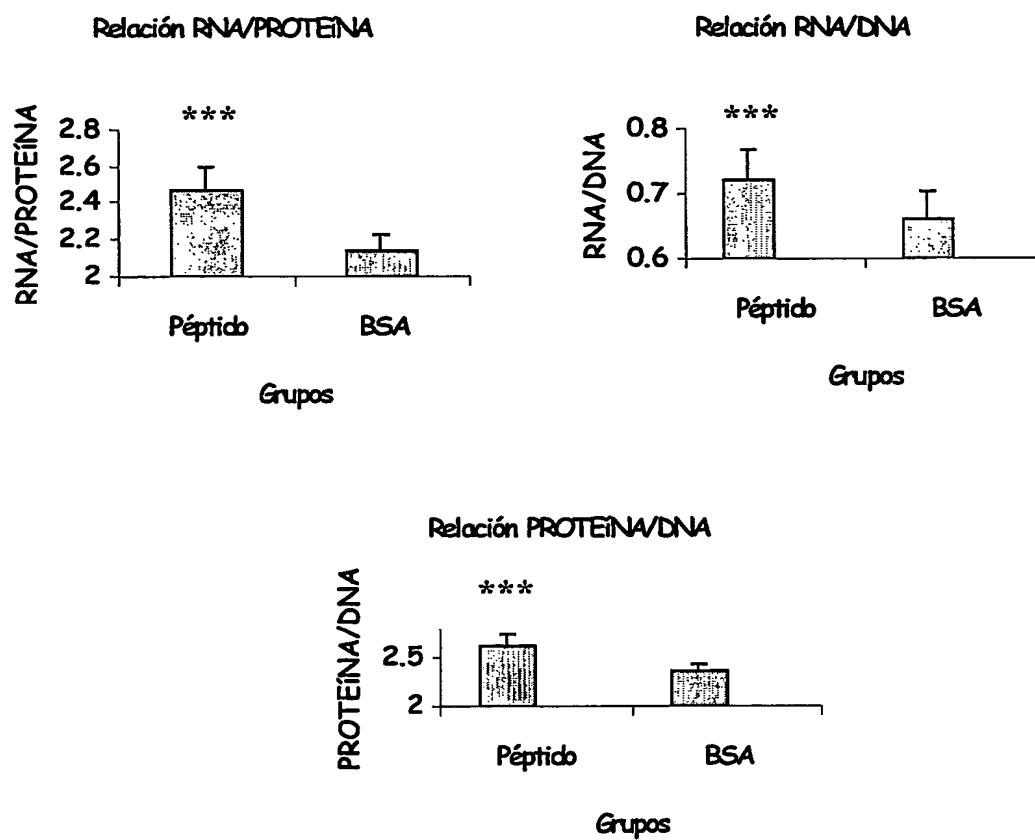 Relación RNA/PROTEíNA
***
RNA/PROTEíNA
2.8
2.6
2.4
2.2
2
Péptido BSA
Grupos
Relación RNA/DNA
***
RNA/DNA
0.8
0.7
0.6
Péptido BSA
Grupos
Relación PROTEíNA/DNA
***
PROTEíNA/DNA
2.5
2
Péptido BSA
Grupos